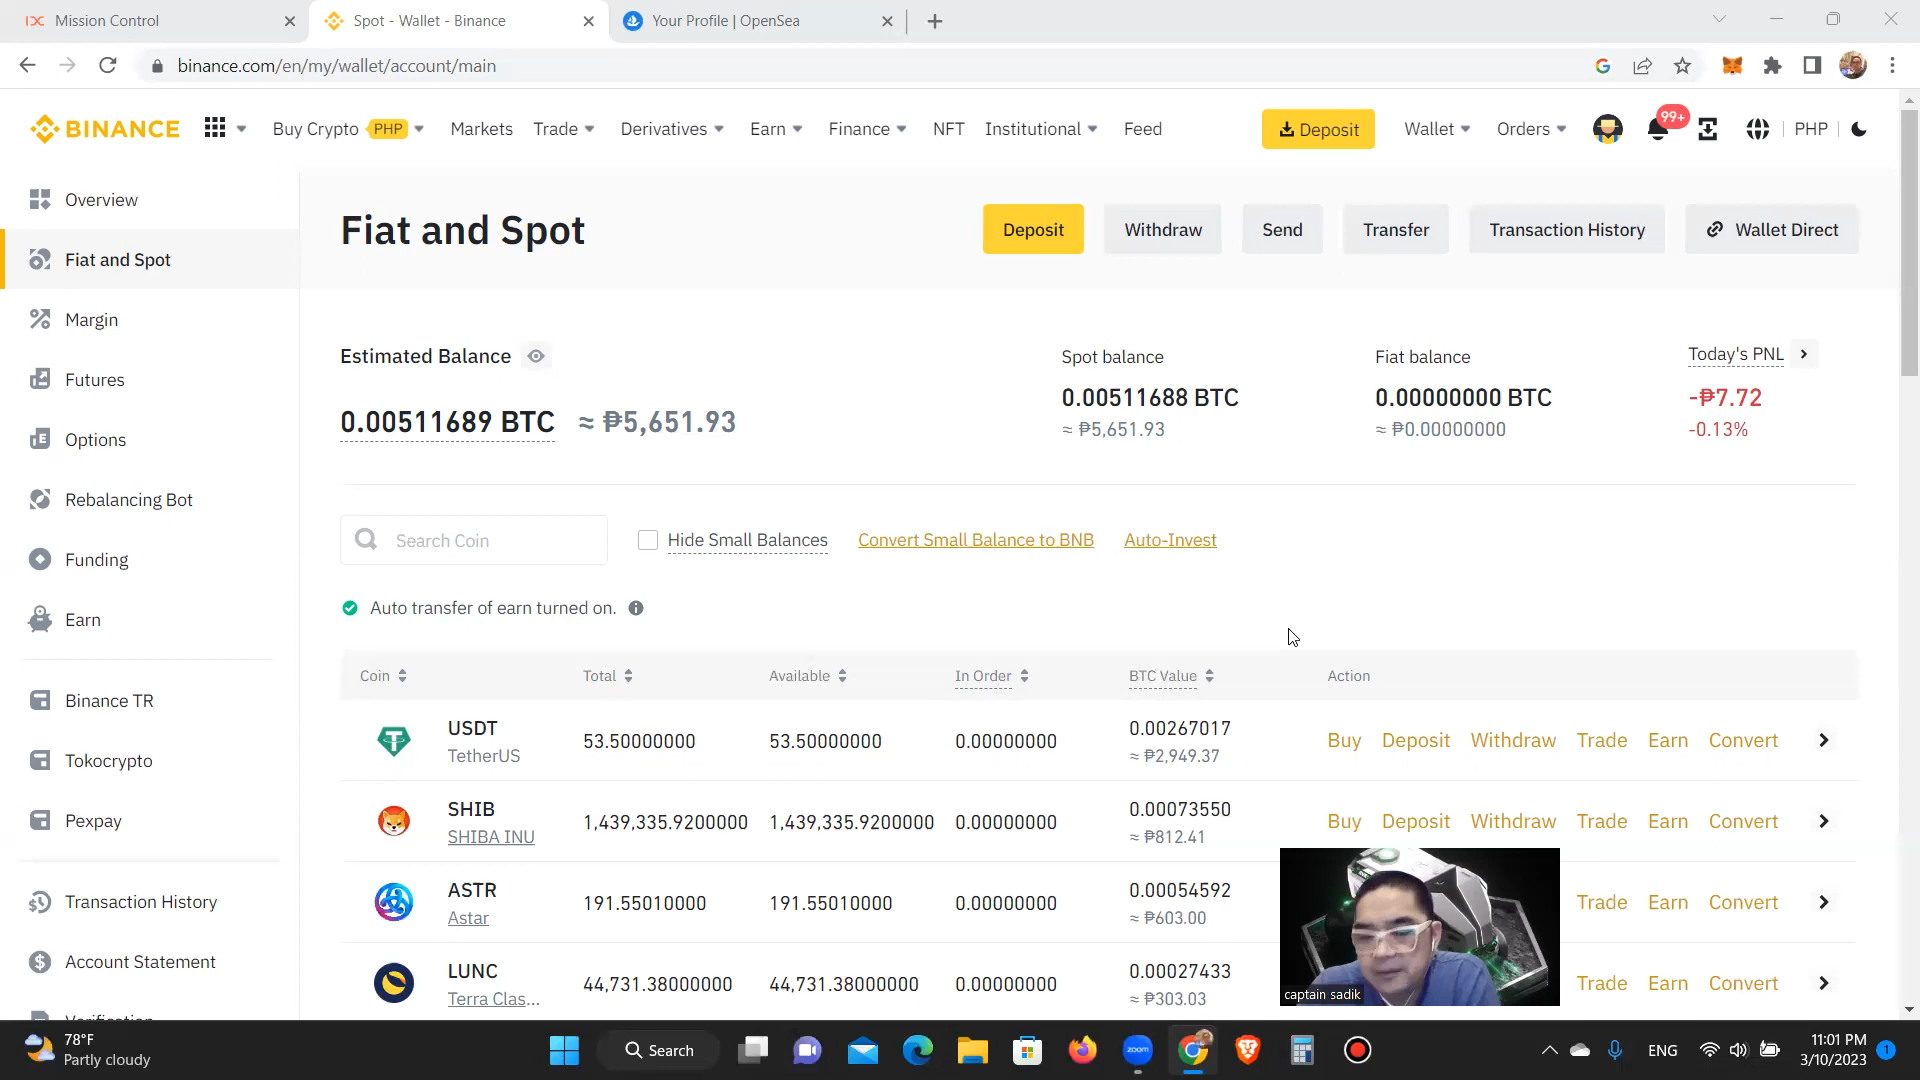 Mission Control
Spot - Wallet - Binance
Your Profile | OpenSea
binance.com/en/my/wallet/account/main
BINANCE
Buy Crypto PHP
Markets
Trade
Derivatives
Earn
Finance
NFT
Institutional
Feed
Deposit
Wallet
Orders
99+
PHP
Overview
Fiat and Spot
Margin
Futures
Options
Rebalancing Bot
Funding
Earn
Binance TR
Tokocrypto
Pexpay
Transaction History
Account Statement
Fiat and Spot
Deposit
Withdraw
Send
Transfer
Transaction History
Wallet Direct
Estimated Balance
0.00511689 BTC ≈ ₱5,651.93
Spot balance
0.00511688 BTC
≈ ₱5,651.93
Fiat balance
0.00000000 BTC
≈ ₱0.00000000
Today's PNL
-₱7.72
-0.13%
Search Coin
Hide Small Balances
Convert Small Balance to BNB
Auto-Invest
Auto transfer of earn turned on.
Coin Total Available In Order BTC Value Action
USDT
TetherUS
53.50000000 53.50000000 0.00000000
0.00267017
≈ ₱2,949.37
Buy Deposit Withdraw Trade Earn Convert
SHIB
SHIBA INU
1,439,335.9200000 1,439,335.9200000 0.00000000
0.00073550
≈ ₱812.41
Buy Deposit Withdraw Trade Earn Convert
ASTR
Astar
191.55010000 191.55010000 0.00000000
0.00054592
≈ ₱603.00
Trade Earn Convert
LUNC
Terra Clas...
44,731.38000000 44,731.38000000 0.00000000
0.00027433
≈ ₱303.03
Trade Earn Convert
captain sadik
78°F
Partly cloudy
Search
zoom
ENG
11:01 PM
3/10/2023
1